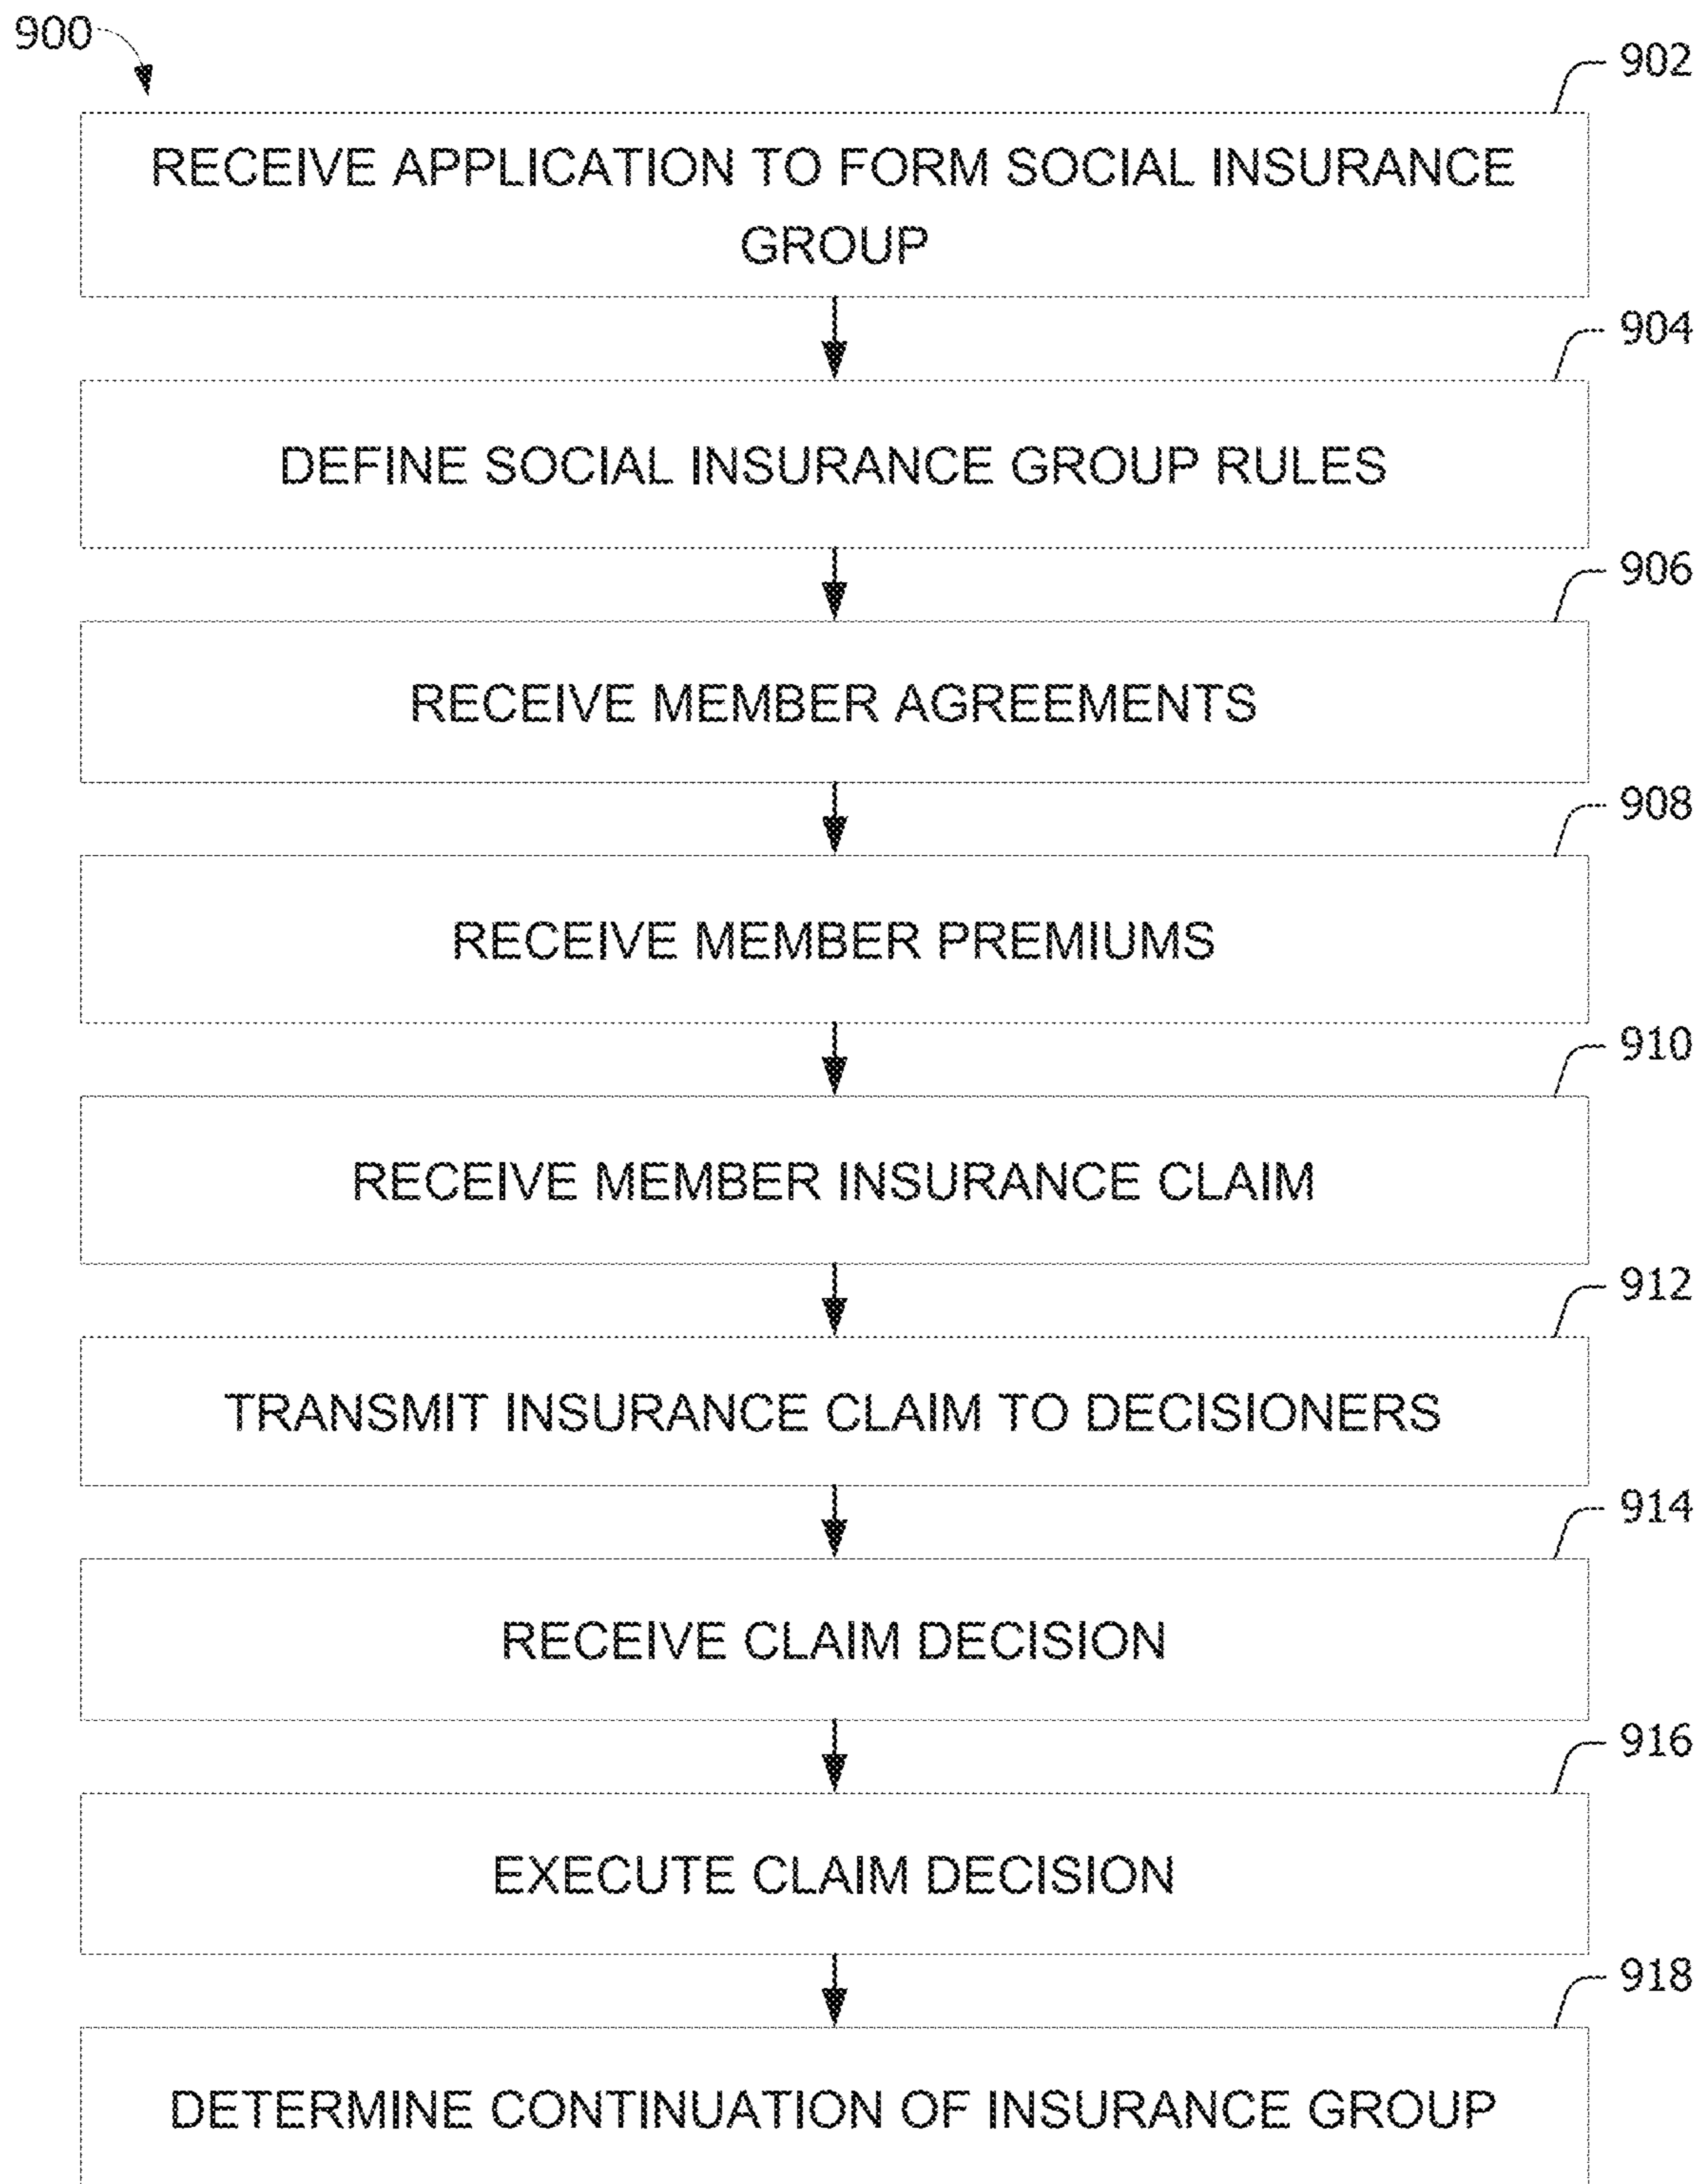 900
902
RECEIVE APPLICATION TO FORM SOCIAL INSURANCE
GROUP
904
DEFINE SOCIAL INSURANCE GROUP RULES
906
RECEIVE MEMBER AGREEMENTS
908
RECEIVE MEMBER PREMIUMS
910
RECEIVE MEMBER INSURANCE CLAIM
912
TRANSMIT INSURANCE CLAIM TO DECISIONERS
914
RECEIVE CLAIM DECISION
916
EXECUTE CLAIM DECISION
918
DETERMINE CONTINUATION OF INSURANCE GROUP